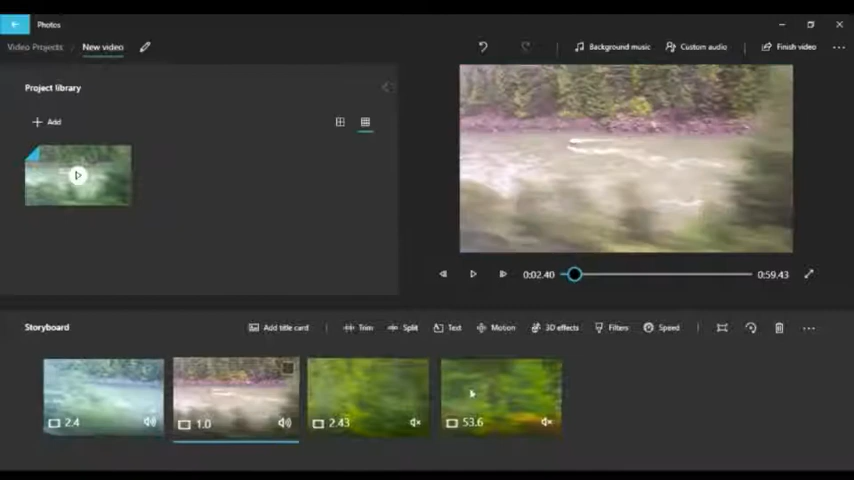 Photos
Video Projects / New video
Background music
Custom audio
Finish video
Project library
Add
0:02.40
0:59.43
Storyboard
Add title card
Trim
Split
Text
Motion
3D effects
Filters
Speed
2.4
1.0
2.43
53.6